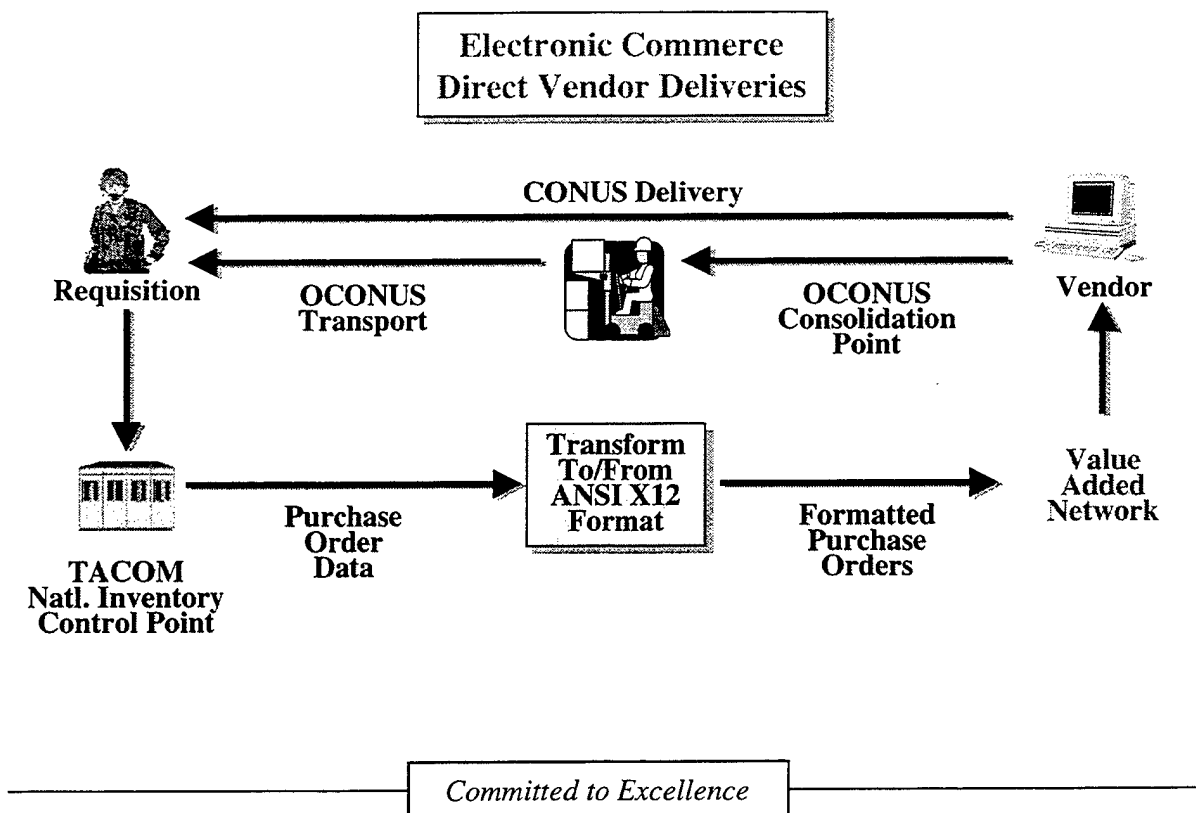 Electronic Commerce
Direct Vendor Deliveries
CONUS Delivery
Requisition
OCONUS
Transport
OCONUS
Consolidation
Point
Vendor
TACOM
Natl. Inventory
Control Point
Purchase
Order
Data
Transform
To/From
ANSI X12
Format
Formatted
Purchase
Orders
Value
Added
Network
Committed to Excellence